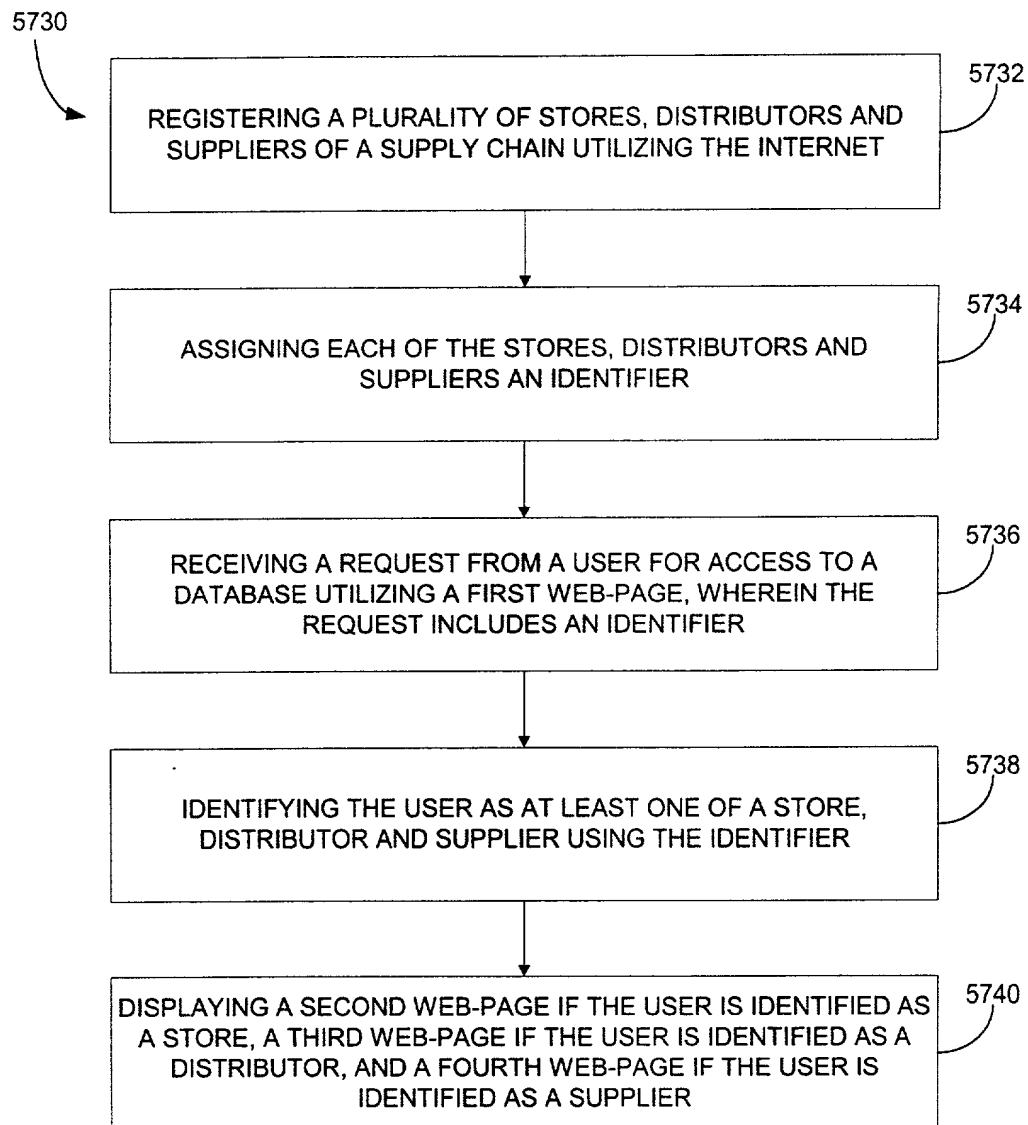 5730
5732
REGISTERING A PLURALITY OF STORES, DISTRIBUTORS AND
SUPPLIERS OF A SUPPLY CHAIN UTILIZING THE INTERNET
5734
ASSIGNING EACH OF THE STORES, DISTRIBUTORS AND
SUPPLIERS AN IDENTIFIER
5736
RECEIVING A REQUEST FROM A USER FOR ACCESS TO A
DATABASE UTILIZING A FIRST WEB-PAGE, WHEREIN THE
REQUEST INCLUDES AN IDENTIFIER
5738
IDENTIFYING THE USER AS AT LEAST ONE OF A STORE,
DISTRIBUTOR AND SUPPLIER USING THE IDENTIFIER
5740
DISPLAYING A SECOND WEB-PAGE IF THE USER IS IDENTIFIED AS
A STORE, A THIRD WEB-PAGE IF THE USER IS IDENTIFIED AS A
DISTRIBUTOR, AND A FOURTH WEB-PAGE IF THE USER IS
IDENTIFIED AS A SUPPLIER